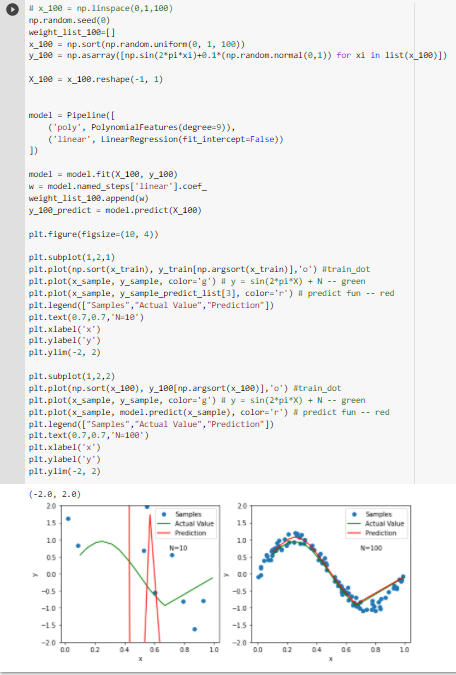 # x_100 = np.linspace(0,1,100)
np.random.seed(0)
weight_list_100=[]
x_100 = np.sort(np.random.uniform(0, 1, 100))
y_100 = np.asarray([np.sin(2*pi*xi)+0.1*(np.random.normal(0,1)) for xi in list(x_100)])
X_100 = x_100.reshape(-1, 1)
model = Pipeline([
('poly', PolynomialFeatures(degree=9)),
('linear', LinearRegression(fit_intercept=False))
])
model = model.fit(X_100, y_100)
w = model.named_steps['linear'].coef_
weight_list_100.append(w)
y_100_predict = model.predict(X_100)
plt.figure(figsize=(10, 4))
plt.subplot(1,2,1)
plt.plot(np.sort(x_train), y_train[np.argsort(x_train)],'o') #train_dot
plt.plot(x_sample, y_sample, color='g') # y = sin(2*pi*X) + N -- green
plt.plot(x_sample, y_sample_predict_list[3], color='r') # predict fun -- red
plt.legend(["Samples","Actual Value","Prediction"])
plt.text(0.7,0.7,'N=10')
plt.xlabel('x')
plt.ylabel('y')
plt.ylim(-2, 2)
plt.subplot(1,2,2)
plt.plot(np.sort(x_100), y_100[np.argsort(x_100)],'o') #train_dot
plt.plot(x_sample, y_sample, color='g') # y = sin(2*pi*X) + N -- green
plt.plot(x_sample, model.predict(x_sample), color='r') # predict fun -- red
plt.legend(["Samples","Actual Value","Prediction"])
plt.text(0.7,0.7,'N=100')
plt.xlabel('x')
plt.ylabel('y')
plt.ylim(-2, 2)
(-2.0, 2.0)
2.0
1.5
1.0
0.5
0.0
−0.5
−1.0
−1.5
−2.0
y
Samples
Actual Value
Prediction
N=10
0.0 0.2 0.4 0.6 0.8 1.0
x
2.0
1.5
1.0
0.5
0.0
−0.5
−1.0
−1.5
−2.0
y
Samples
Actual Value
Prediction
N=100
0.0 0.2 0.4 0.6 0.8 1.0
x